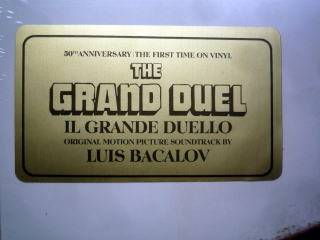 50TH ANNIVERSARY: THE FIRST TIME ON VINYL
THE
GRAND DUEL
IL GRANDE DUELLO
ORIGINAL MOTION PICTURE SOUNDTRACK BY
LUIS BACALOV